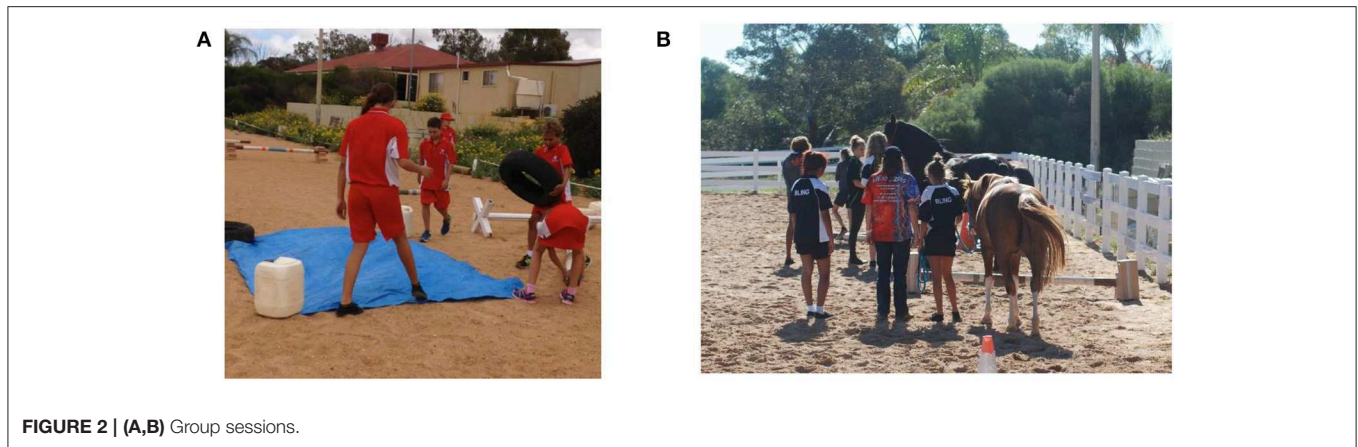 A
B
BLING
BLING
FIGURE 2 | (A,B) Group sessions.